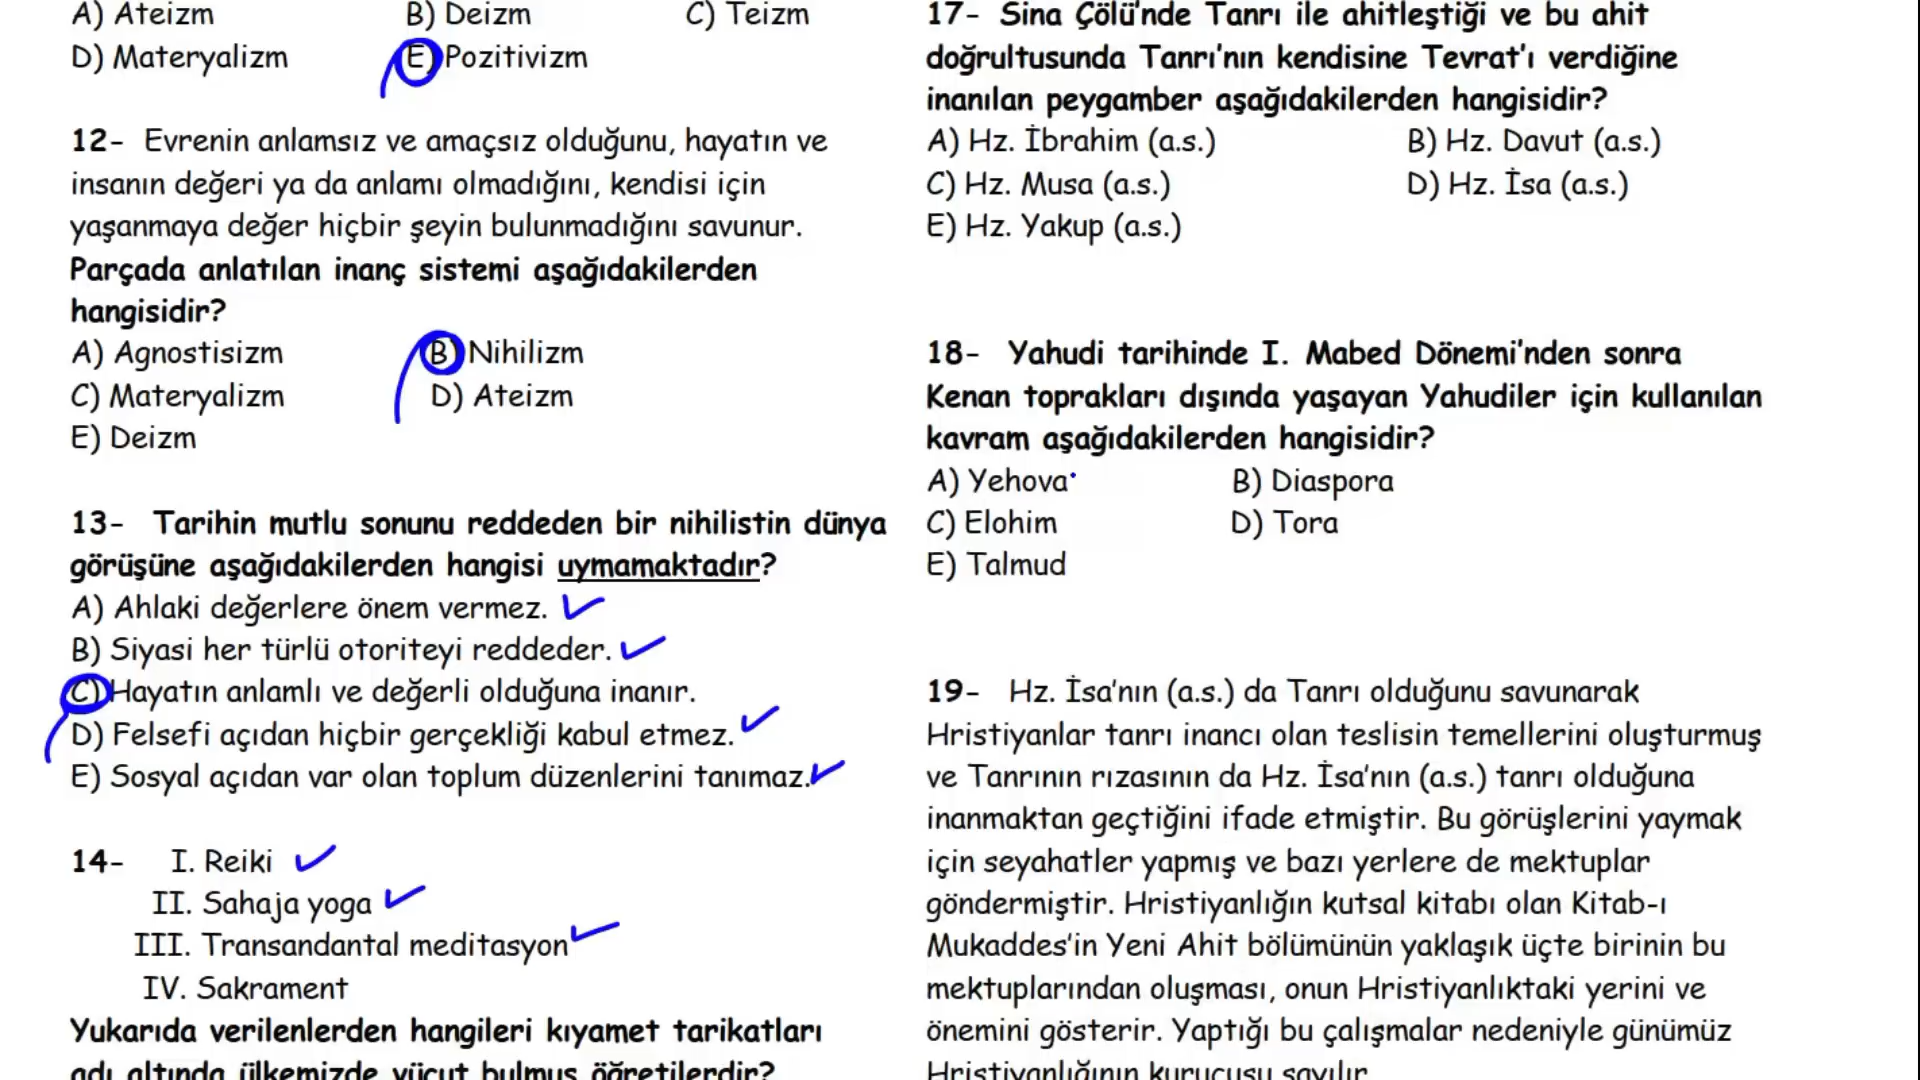 A) Ateizm B) Deizm C) Teizm
D) Materyalizm E) Pozitivizm
12- Evrenin anlamsız ve amaçsız olduğunu, hayatın ve
insanın değeri ya da anlamı olmadığını, kendisi için
yaşanmaya değer hiçbir şeyin bulunmadığını savunur.
Parçada anlatılan inanç sistemi aşağıdakilerden
hangisidir?
A) Agnostisizm B) Nihilizm
C) Materyalizm D) Ateizm
E) Deizm
13- Tarihin mutlu sonunu reddeden bir nihilistin dünya
görüşüne aşağıdakilerden hangisi uymamaktadır?
A) Ahlaki değerlere önem vermez.
B) Siyasi her türlü otoriteyi reddeder.
C) Hayatın anlamlı ve değerli olduğuna inanır.
D) Felsefi açıdan hiçbir gerçekliği kabul etmez.
E) Sosyal açıdan var olan toplum düzenlerini tanımaz.
14- I. Reiki
II. Sahaja yoga
III. Transandantal meditasyon
IV. Sakrament
Yukarıda verilenlerden hangileri kıyamet tarikatları
adı altında ülkemizde vücut bulmuş öğretilerdir?
17- Sina Çölü'nde Tanrı ile ahitleştiği ve bu ahit
doğrultusunda Tanrı'nın kendisine Tevrat'ı verdiğine
inanılan peygamber aşağıdakilerden hangisidir?
A) Hz. İbrahim (a.s.) B) Hz. Davut (a.s.)
C) Hz. Musa (a.s.) D) Hz. İsa (a.s.)
E) Hz. Yakup (a.s.)
18- Yahudi tarihinde I. Mabed Dönemi'nden sonra
Kenan toprakları dışında yaşayan Yahudiler için kullanılan
kavram aşağıdakilerden hangisidir?
A) Yehova B) Diaspora
C) Elohim D) Tora
E) Talmud
19- Hz. İsa'nın (a.s.) da Tanrı olduğunu savunarak
Hristiyanlar tanrı inancı olan teslisin temellerini oluşturmuş
ve Tanrının rızasının da Hz. İsa'nın (a.s.) tanrı olduğuna
inanmaktan geçtiğini ifade etmiştir. Bu görüşlerini yaymak
için seyahatler yapmış ve bazı yerlere de mektuplar
göndermiştir. Hristiyanlığın kutsal kitabı olan Kitab-ı
Mukaddes'in Yeni Ahit bölümünün yaklaşık üçte birinin bu
mektuplarından oluşması, onun Hristiyanlıktaki yerini ve
önemini gösterir. Yaptığı bu çalışmalar nedeniyle günümüz
Hristiyanlığının kurucusu sayılır.